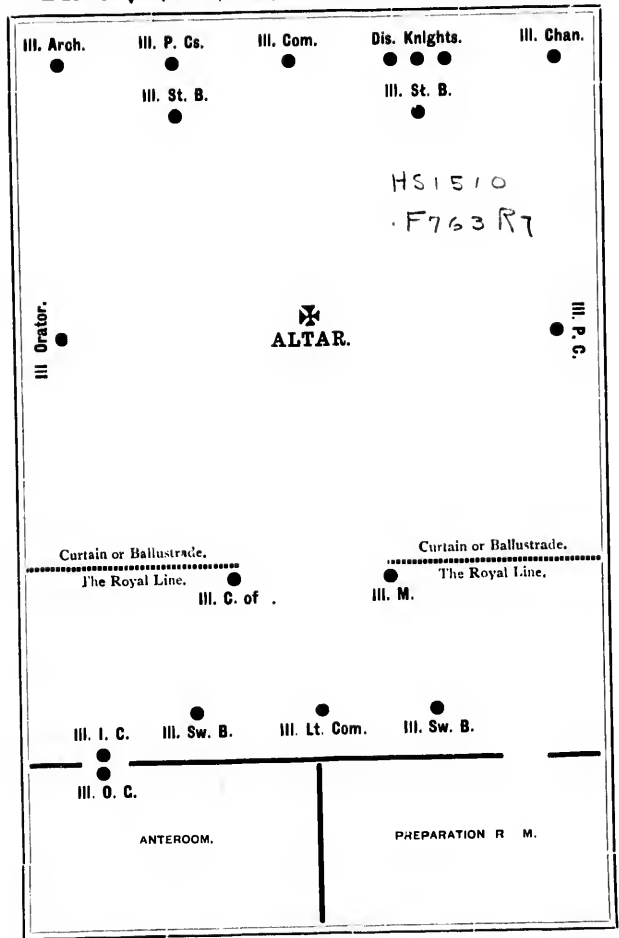 Ill. Arch. Ill. P. Cs. Ill. Com. Dis. Knights. Ill. Chan.
Ill. St. B. Ill. St. B.
HS1510
.F763R7
Ill Orator.
ALTAR.
Ill. P. C.
Curtain or Ballustrade. Curtain or Ballustrade.
The Royal Line. The Royal Line.
Ill. C. of . Ill. M.
Ill. I. C. Ill. Sw. B. Ill. Lt. Com. Ill. Sw. B.
Ill. O. C.
ANTEROOM. PREPARATION R M.